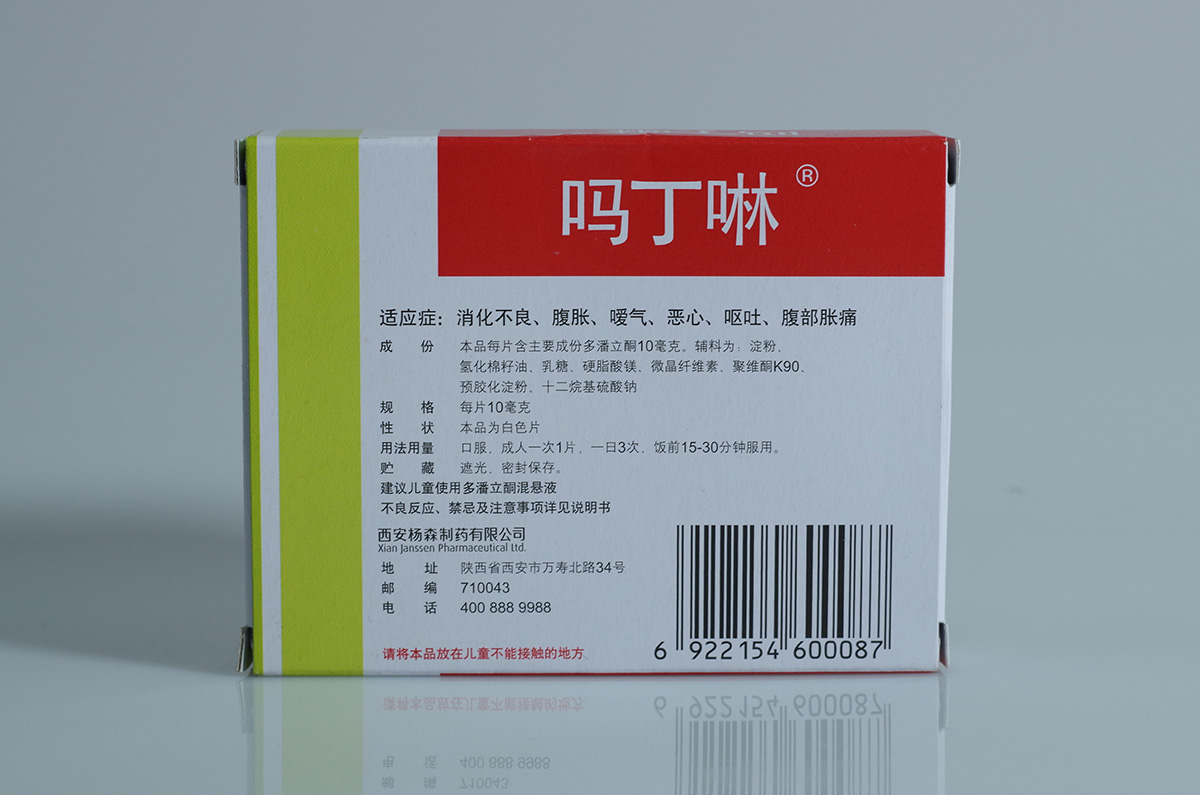 吗丁啉®
适应症：消化不良、腹胀、嗳气、恶心、呕吐、腹部胀痛
成 份 本品每片含主要成份多潘立酮10毫克。辅料为：淀粉、
氢化棉籽油、乳糖、硬脂酸镁、微晶纤维素、聚维酮K90、
预胶化淀粉、十二烷基硫酸钠
规 格 每片10毫克
性 状 本品为白色片
用法用量 口服，成人一次1片，一日3次，饭前15-30分钟服用。
贮 藏 遮光，密封保存。
建议儿童使用多潘立酮混悬液
不良反应、禁忌及注意事项详见说明书
西安杨森制药有限公司
Xian Janssen Pharmaceutical Ltd.
地 址 陕西省西安市万寿北路34号
邮 编 710043
电 话 400 888 9988
请将本品放在儿童不能接触的地方
6 922154 600087